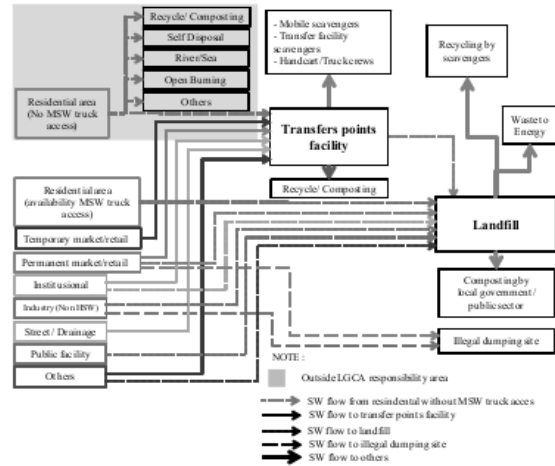 Recycle/ Composting
Self Disposal
River/Sea
Open Burning
Others
Residential area
(No MSW truck
access)
- Mobile scavengers
- Transfer facility
scavengers
- Handcart/Truck crews
Recycling by
scavengers
Waste to
Energy
Transfers points
facility
Recycle/ Composting
Residential area
(availability MSW truck
access)
Temporary market/retail
Permanent market/retail
Institutional
Industry (Non HSW)
Street / Drainage
Public facility
Others
Landfill
Composting by
local government /
public sector
Illegal dumping site
NOTE :
Outside LGCA responsibility area
SW flow from resindental without MSW truck acces
SW flow to transfer points facility
SW flow to landfill
SW flow to illegal dumping site
SW flow to others